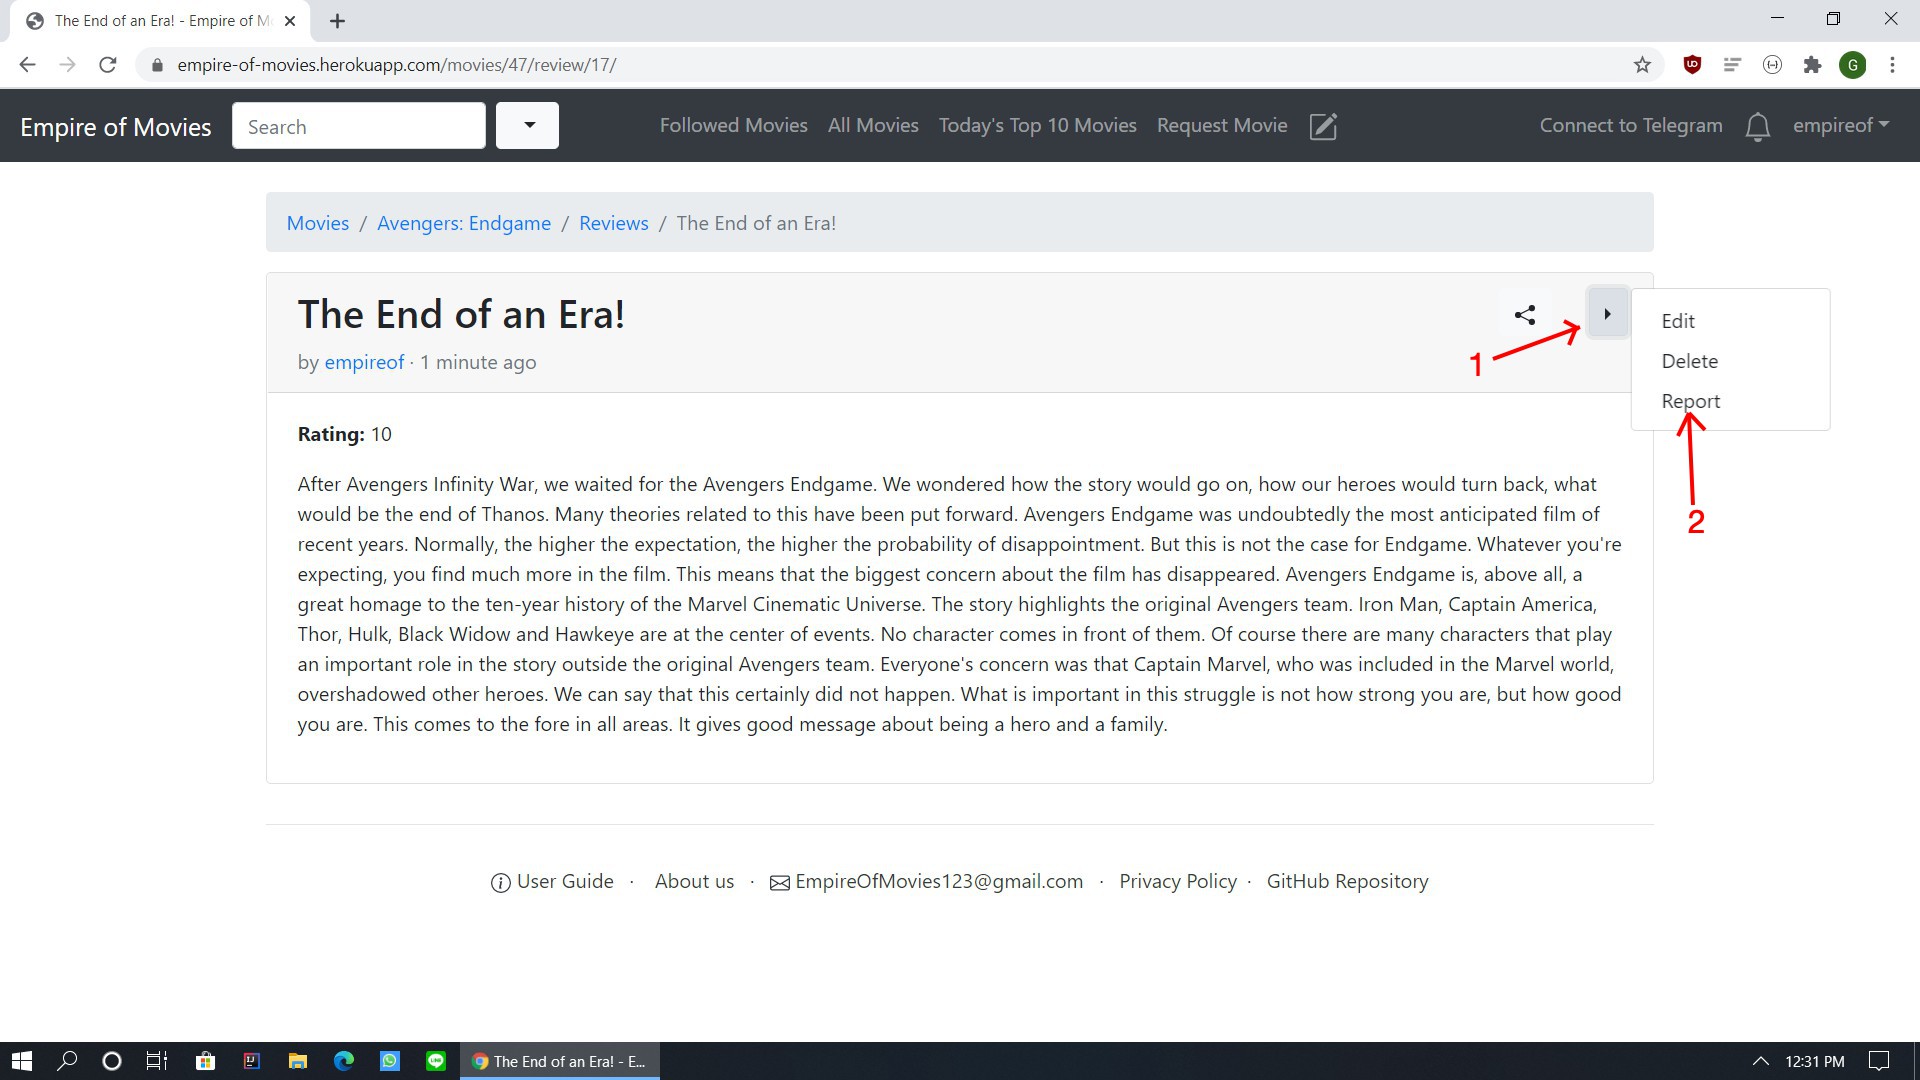 The End of an Era! - Empire of M
empire-of-movies.herokuapp.com/movies/47/review/17/
G
Empire of Movies
Search
Followed Movies
All Movies
Today's Top 10 Movies
Request Movie
Connect to Telegram
empireof
Movies / Avengers: Endgame / Reviews / The End of an Era!
The End of an Era!
by empireof · 1 minute ago
1
Edit
Delete
Report
2
Rating: 10
After Avengers Infinity War, we waited for the Avengers Endgame. We wondered how the story would go on, how our heroes would turn back, what
would be the end of Thanos. Many theories related to this have been put forward. Avengers Endgame was undoubtedly the most anticipated film of
recent years. Normally, the higher the expectation, the higher the probability of disappointment. But this is not the case for Endgame. Whatever you're
expecting, you find much more in the film. This means that the biggest concern about the film has disappeared. Avengers Endgame is, above all, a
great homage to the ten-year history of the Marvel Cinematic Universe. The story highlights the original Avengers team. Iron Man, Captain America,
Thor, Hulk, Black Widow and Hawkeye are at the center of events. No character comes in front of them. Of course there are many characters that play
an important role in the story outside the original Avengers team. Everyone's concern was that Captain Marvel, who was included in the Marvel world,
overshadowed other heroes. We can say that this certainly did not happen. What is important in this struggle is not how strong you are, but how good
you are. This comes to the fore in all areas. It gives good message about being a hero and a family.
User Guide · About us · EmpireOfMovies123@gmail.com · Privacy Policy · GitHub Repository
The End of an Era! - E...
12:31 PM